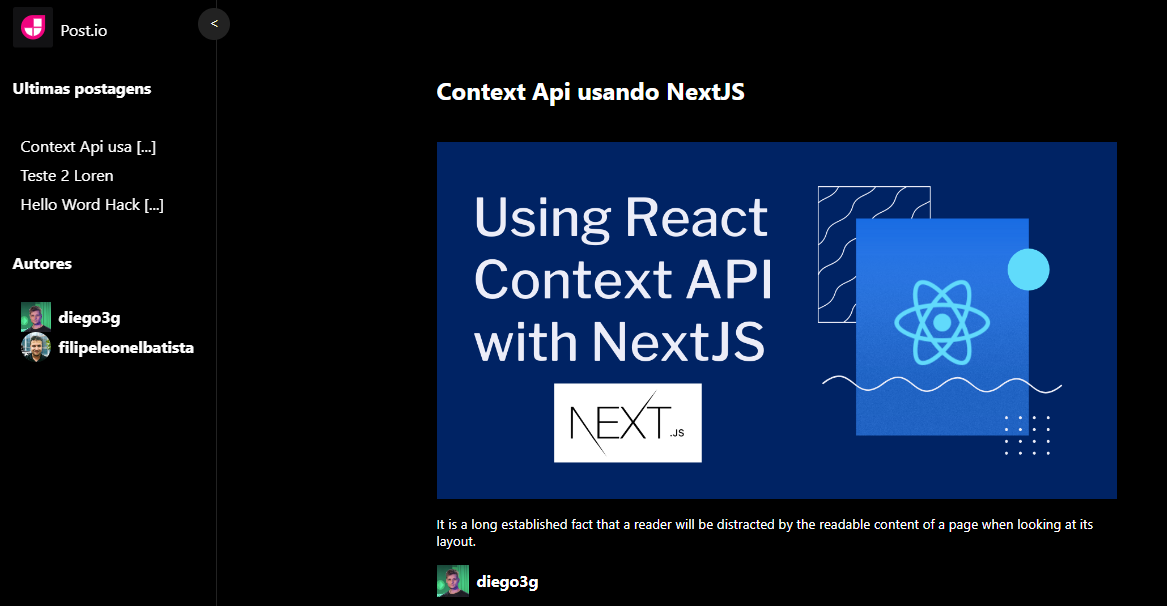 Post.io
<
Ultimas postagens
Context Api usa [...]
Teste 2 Loren
Hello Word Hack [...]
Autores
diego3g
filipeleonelbatista
Context Api usando NextJS
Using React
Context API
with NextJS
NEXT.JS
It is a long established fact that a reader will be distracted by the readable content of a page when looking at its
layout.
diego3g